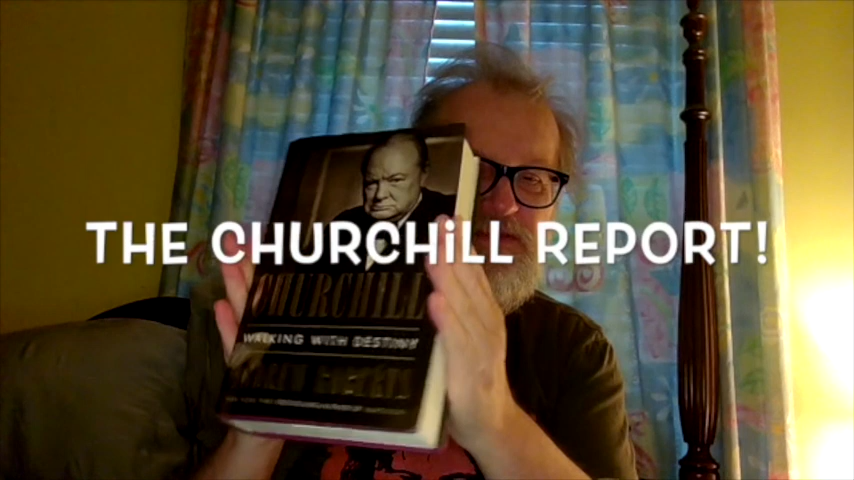 THE CHURCHiLL REPORT!
CHURCHILL
WALKING WITH DESTINY